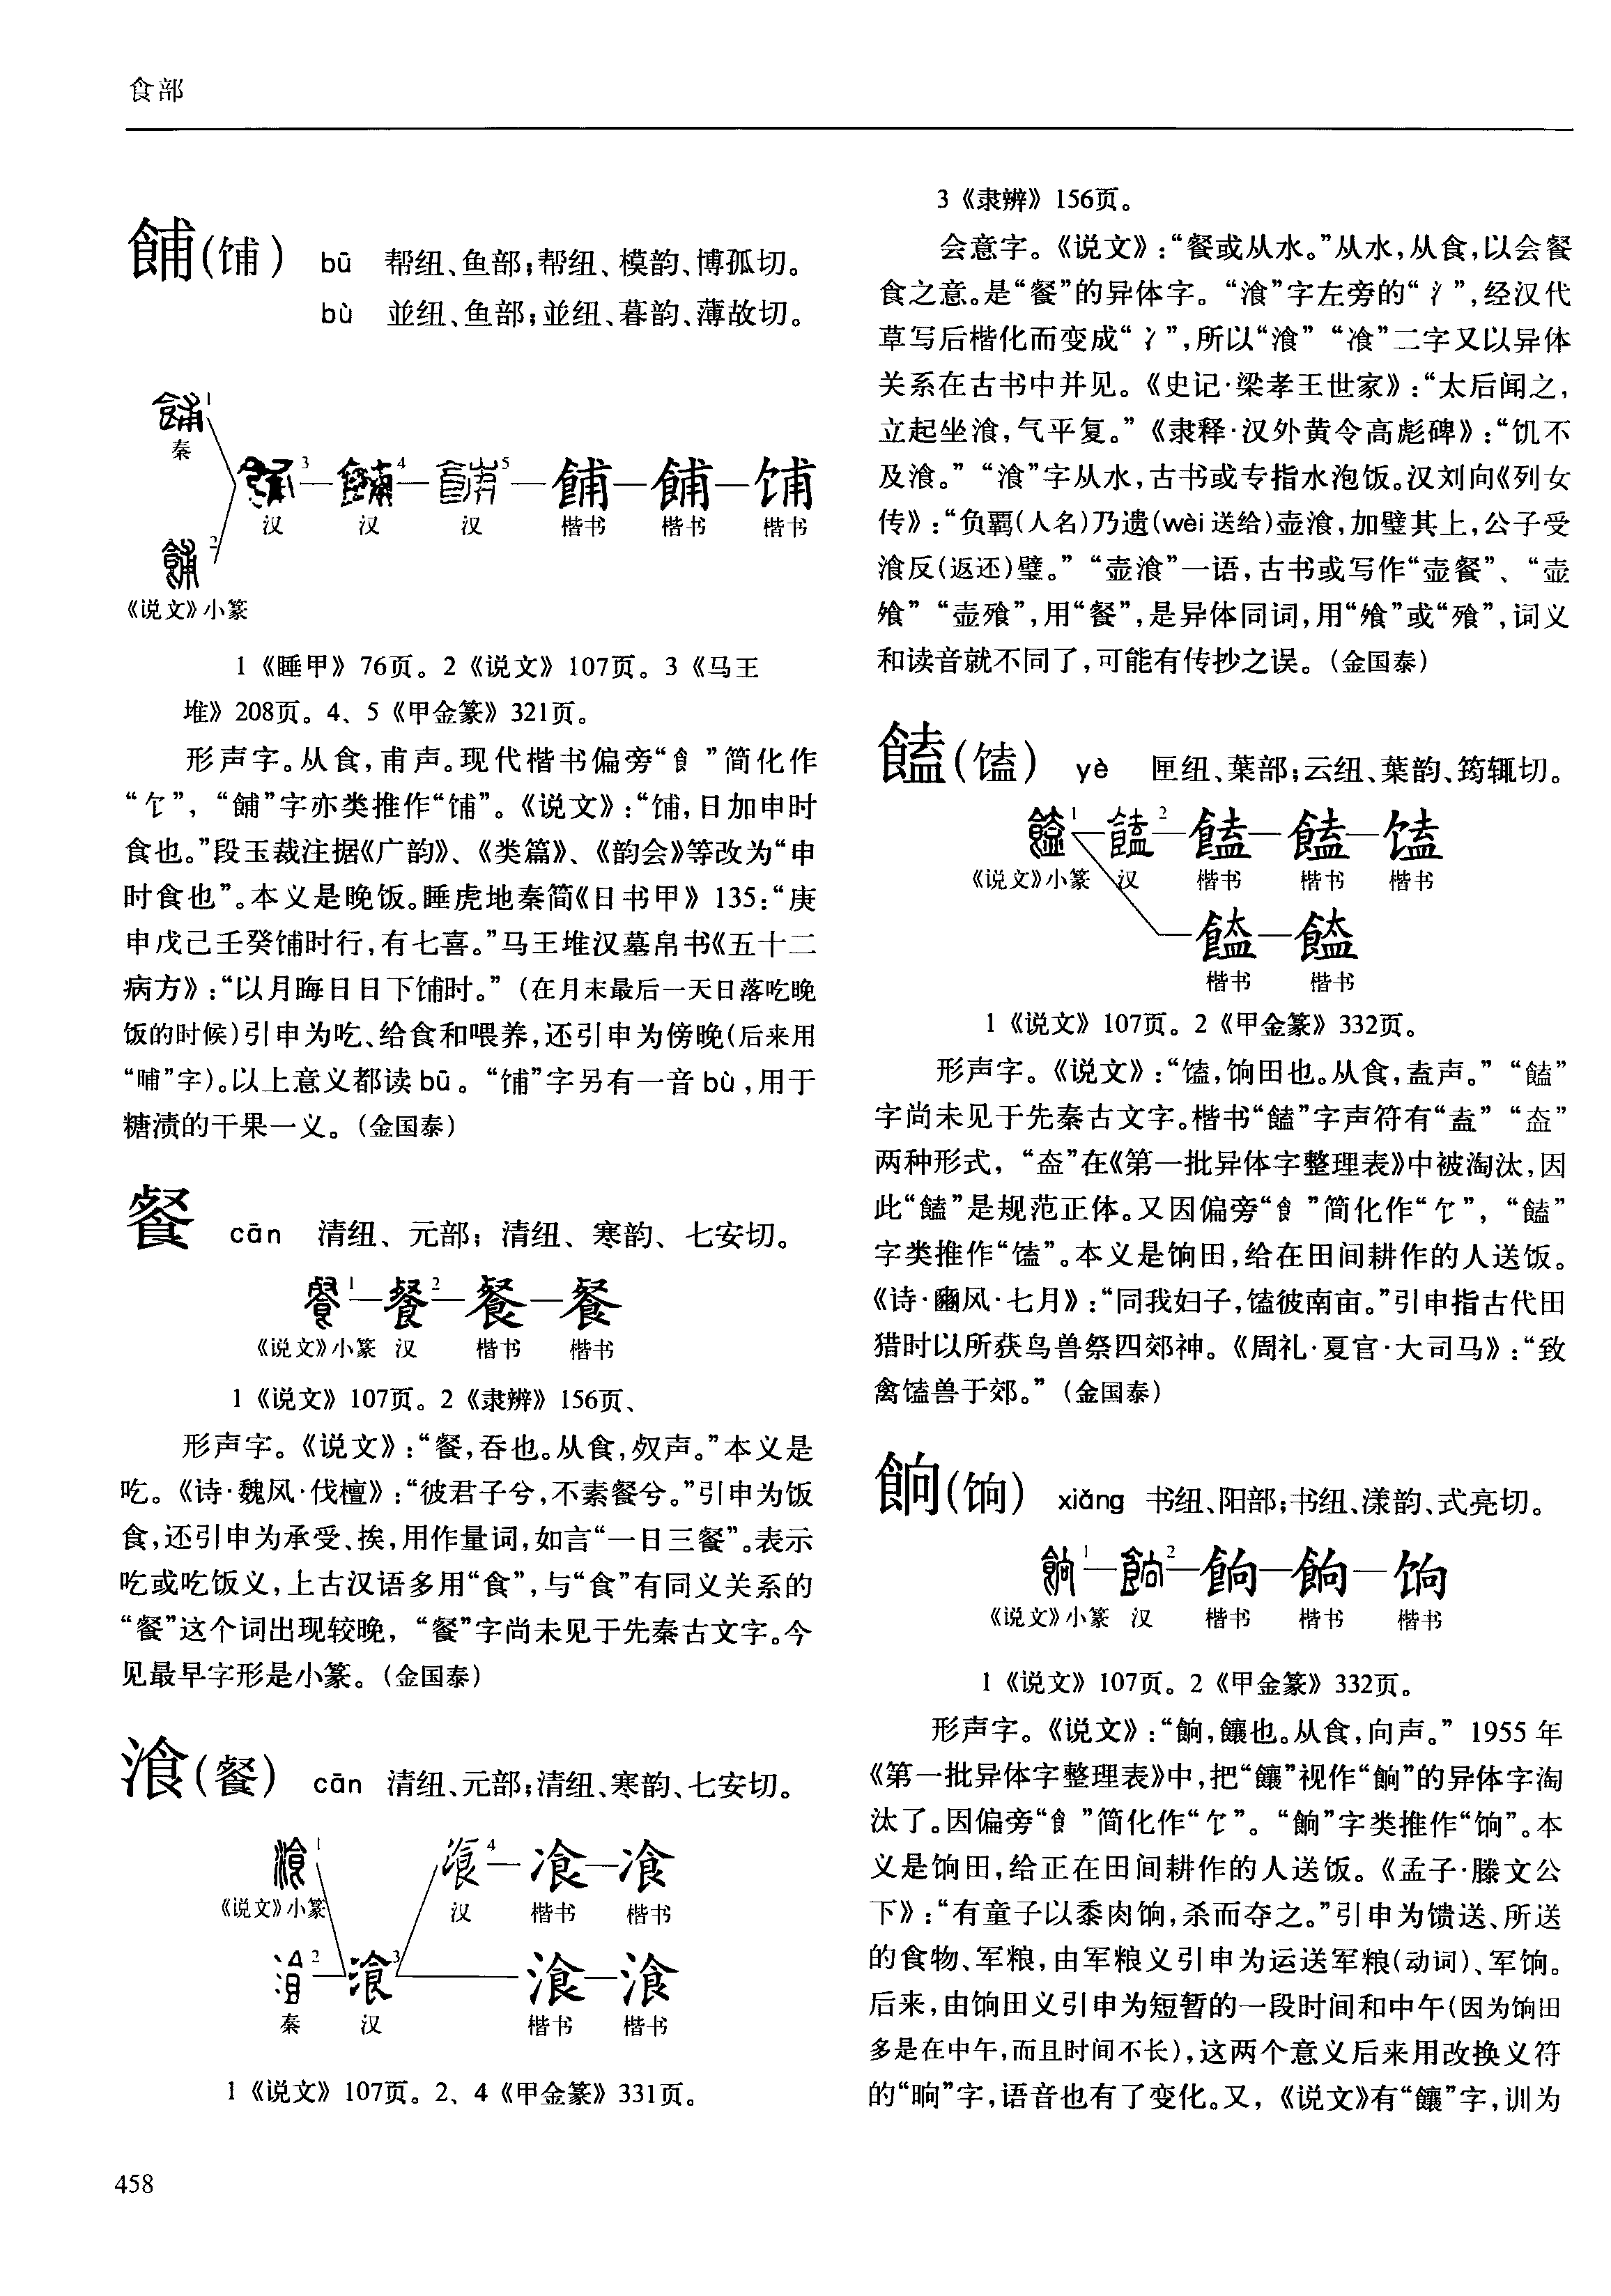 食部
餔(𫗦) bū 帮纽、鱼部;帮纽、模韵、博孤切。
bù 並纽、鱼部;並纽、暮韵、薄故切。
1
秦
2
《说文》小篆
3 4 5 餔 餔 𫗦
汉 汉 汉 楷书 楷书 楷书
1《睡甲》76页。2《说文》107页。3《马王
堆》208页。4、5《甲金篆》321页。
形声字。从食,甫声。现代楷书偏旁“飠”简化作
“饣”,“餔”字亦类推作“𫗦”。《说文》:“𫗦,日加申时
食也。”段玉裁注据《广韵》、《类篇》、《韵会》等改为“申
时食也”。本义是晚饭。睡虎地秦简《日书甲》135:“庚
申戊己壬癸𫗦时行,有七喜。”马王堆汉墓帛书《五十二
病方》:“以月晦日日下𫗦时。”(在月末最后一天日落吃晚
饭的时候)引申为吃、给食和喂养,还引申为傍晚(后来用
“晡”字)。以上意义都读bū。“𫗦”字另有一音bù,用于
糖渍的干果一义。(金国泰)
餐 cān 清纽、元部;清纽、寒韵、七安切。
餐1 餐2 餐 餐
《说文》小篆 汉 楷书 楷书
1《说文》107页。2《隶辨》156页、
形声字。《说文》:“餐,吞也。从食,㕡声。”本义是
吃。《诗·魏风·伐檀》:“彼君子兮,不素餐兮。”引申为饭
食,还引申为承受、挨,用作量词,如言“一日三餐”。表示
吃或吃饭义,上古汉语多用“食”,与“食”有同义关系的
“餐”这个词出现较晚,“餐”字尚未见于先秦古文字。今
见最早字形是小篆。(金国泰)
湌(餐) cān 清纽、元部;清纽、寒韵、七安切。
1 4 飡 飡
《说文》小篆 汉 楷书 楷书
2 湌3 湌 湌
秦 汉 楷书 楷书
1《说文》107页。2、4《甲金篆》331页。
3《隶辨》156页。
会意字。《说文》:“餐或从水。”从水,从食,以会餐
食之意。是“餐”的异体字。“湌”字左旁的“氵”,经汉代
草写后楷化而变成“冫”,所以“湌”“飡”二字又以异体
关系在古书中并见。《史记·梁孝王世家》:“太后闻之,
立起坐湌,气平复。”《隶释·汉外黄令高彪碑》:“饥不
及湌。”“湌”字从水,古书或专指水泡饭。汉刘向《列女
传》:“负羁(人名)乃遗(wèi送给)壶湌,加璧其上,公子受
湌反(返还)璧。”“壶湌”一语,古书或写作“壶餐”、“壶
飧”“壶飱”,用“餐”,是异体同词,用“飧”或“飱”,词义
和读音就不同了,可能有传抄之误。(金国泰)
饁(馌) yè 匣纽、葉部;云纽、葉韵、筠辄切。
1 2 饁 饁 馌
《说文》小篆 汉 楷书 楷书 楷书
楷书 楷书
1《说文》107页。2《甲金篆》332页。
形声字。《说文》:“馌,饷田也。从食,盍声。”“饁”
字尚未见于先秦古文字。楷书“饁”字声符有“盍”“盇”
两种形式,“盇”在《第一批异体字整理表》中被淘汰,因
此“饁”是规范正体。又因偏旁“飠”简化作“饣”,“饁”
字类推作“馌”。本义是饷田,给在田间耕作的人送饭。
《诗·豳风·七月》:“同我妇子,馌彼南亩。”引申指古代田
猎时以所获鸟兽祭四郊神。《周礼·夏官·大司马》:“致
禽馌兽于郊。”(金国泰)
餉(饷) xiǎng 书纽、阳部;书纽、漾韵、式亮切。
1 2 餉 餉 饷
《说文》小篆 汉 楷书 楷书 楷书
1《说文》107页。2《甲金篆》332页。
形声字。《说文》:“餉,饟也。从食,向声。”1955年
《第一批异体字整理表》中,把“饟”视作“餉”的异体字淘
汰了。因偏旁“飠”简化作“饣”。“餉”字类推作“饷”。本
义是饷田,给正在田间耕作的人送饭。《孟子·滕文公
下》:“有童子以黍肉饷,杀而夺之。”引申为馈送、所送
的食物、军粮,由军粮义引申为运送军粮(动词)、军饷。
后来,由饷田义引申为短暂的一段时间和中午(因为饷田
多是在中午,而且时间不长),这两个意义后来用改换义符
的“晌”字,语音也有了变化。又,《说文》有“饟”字,训为
458